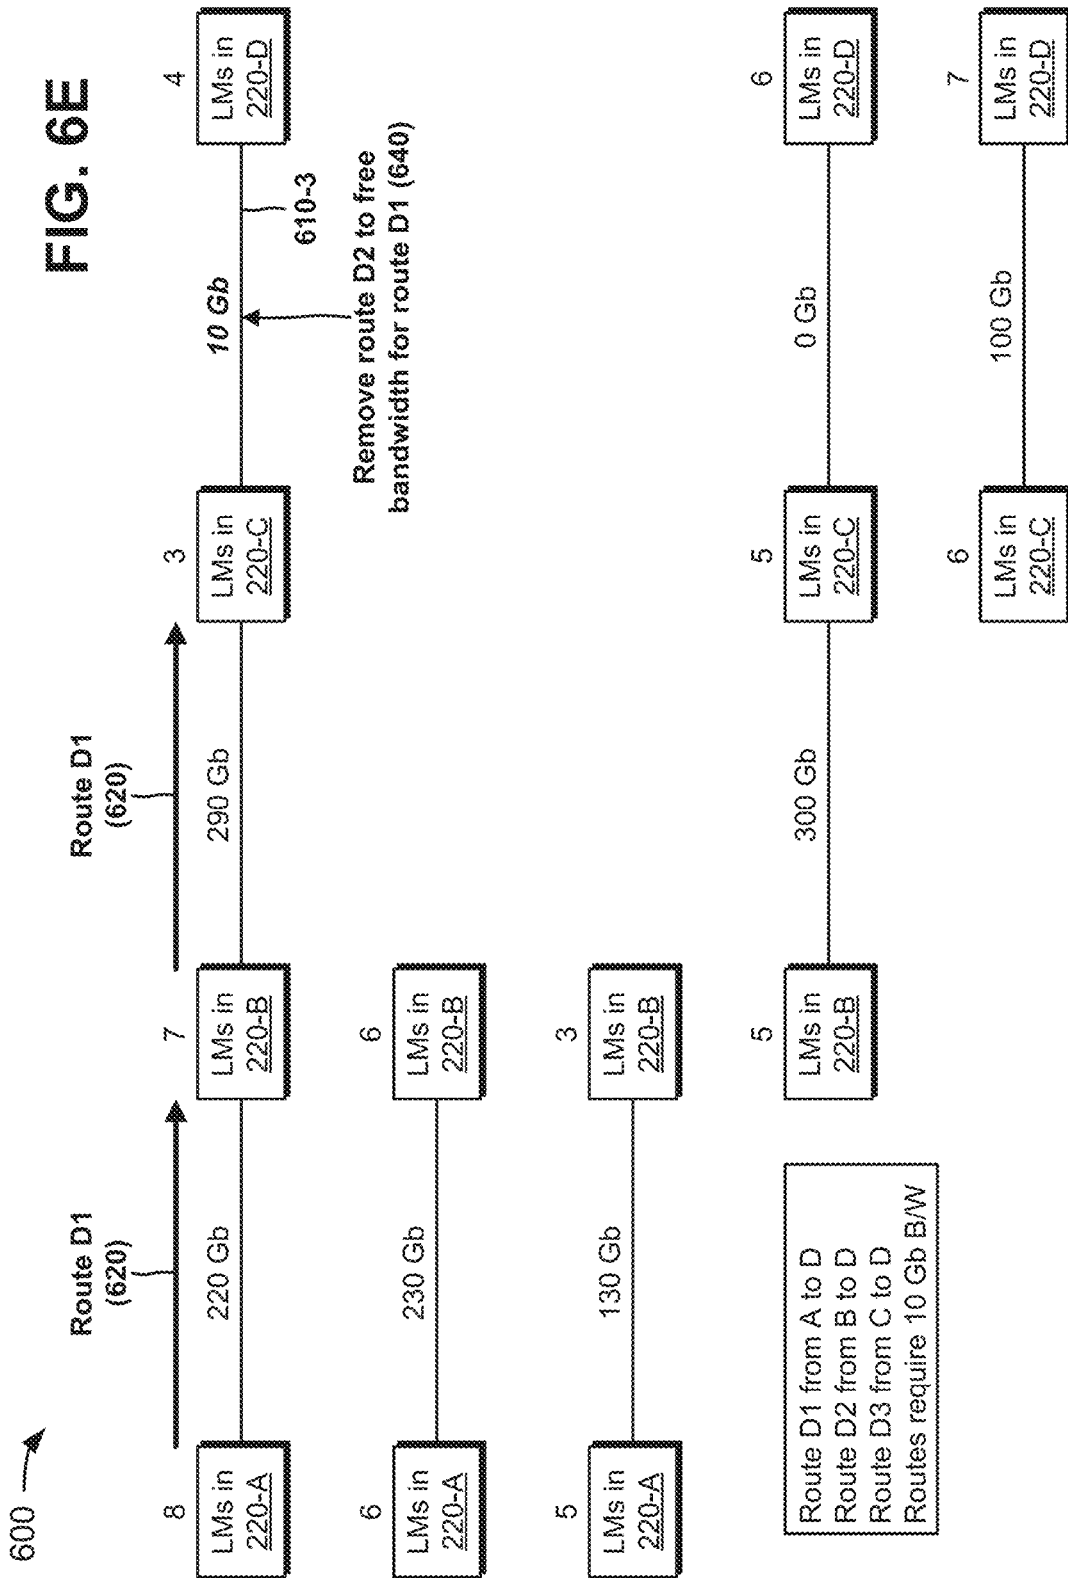 FIG. 6E
600
Route D1
(620)
Route D1
(620)
8
LMs in
220-A
220 Gb
7
LMs in
220-B
290 Gb
3
LMs in
220-C
10 Gb
610-3
4
LMs in
220-D
Remove route D2 to free
bandwidth for route D1 (640)
6
LMs in
220-A
230 Gb
6
LMs in
220-B
5
LMs in
220-A
130 Gb
3
LMs in
220-B
5
LMs in
220-B
300 Gb
5
LMs in
220-C
0 Gb
6
LMs in
220-D
6
LMs in
220-C
100 Gb
7
LMs in
220-D
Route D1 from A to D
Route D2 from B to D
Route D3 from C to D
Routes require 10 Gb B/W